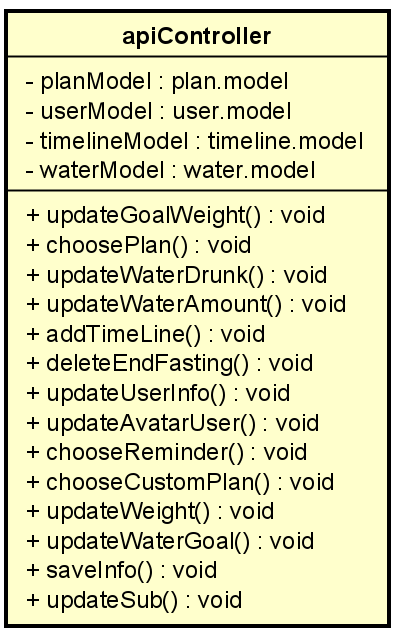 apiController
- planModel : plan.model
- userModel : user.model
- timelineModel : timeline.model
- waterModel : water.model
+ updateGoalWeight() : void
+ choosePlan() : void
+ updateWaterDrunk() : void
+ updateWaterAmount() : void
+ addTimeLine() : void
+ deleteEndFasting() : void
+ updateUserInfo() : void
+ updateAvatarUser() : void
+ chooseReminder() : void
+ chooseCustomPlan() : void
+ updateWeight() : void
+ updateWaterGoal() : void
+ saveInfo() : void
+ updateSub() : void